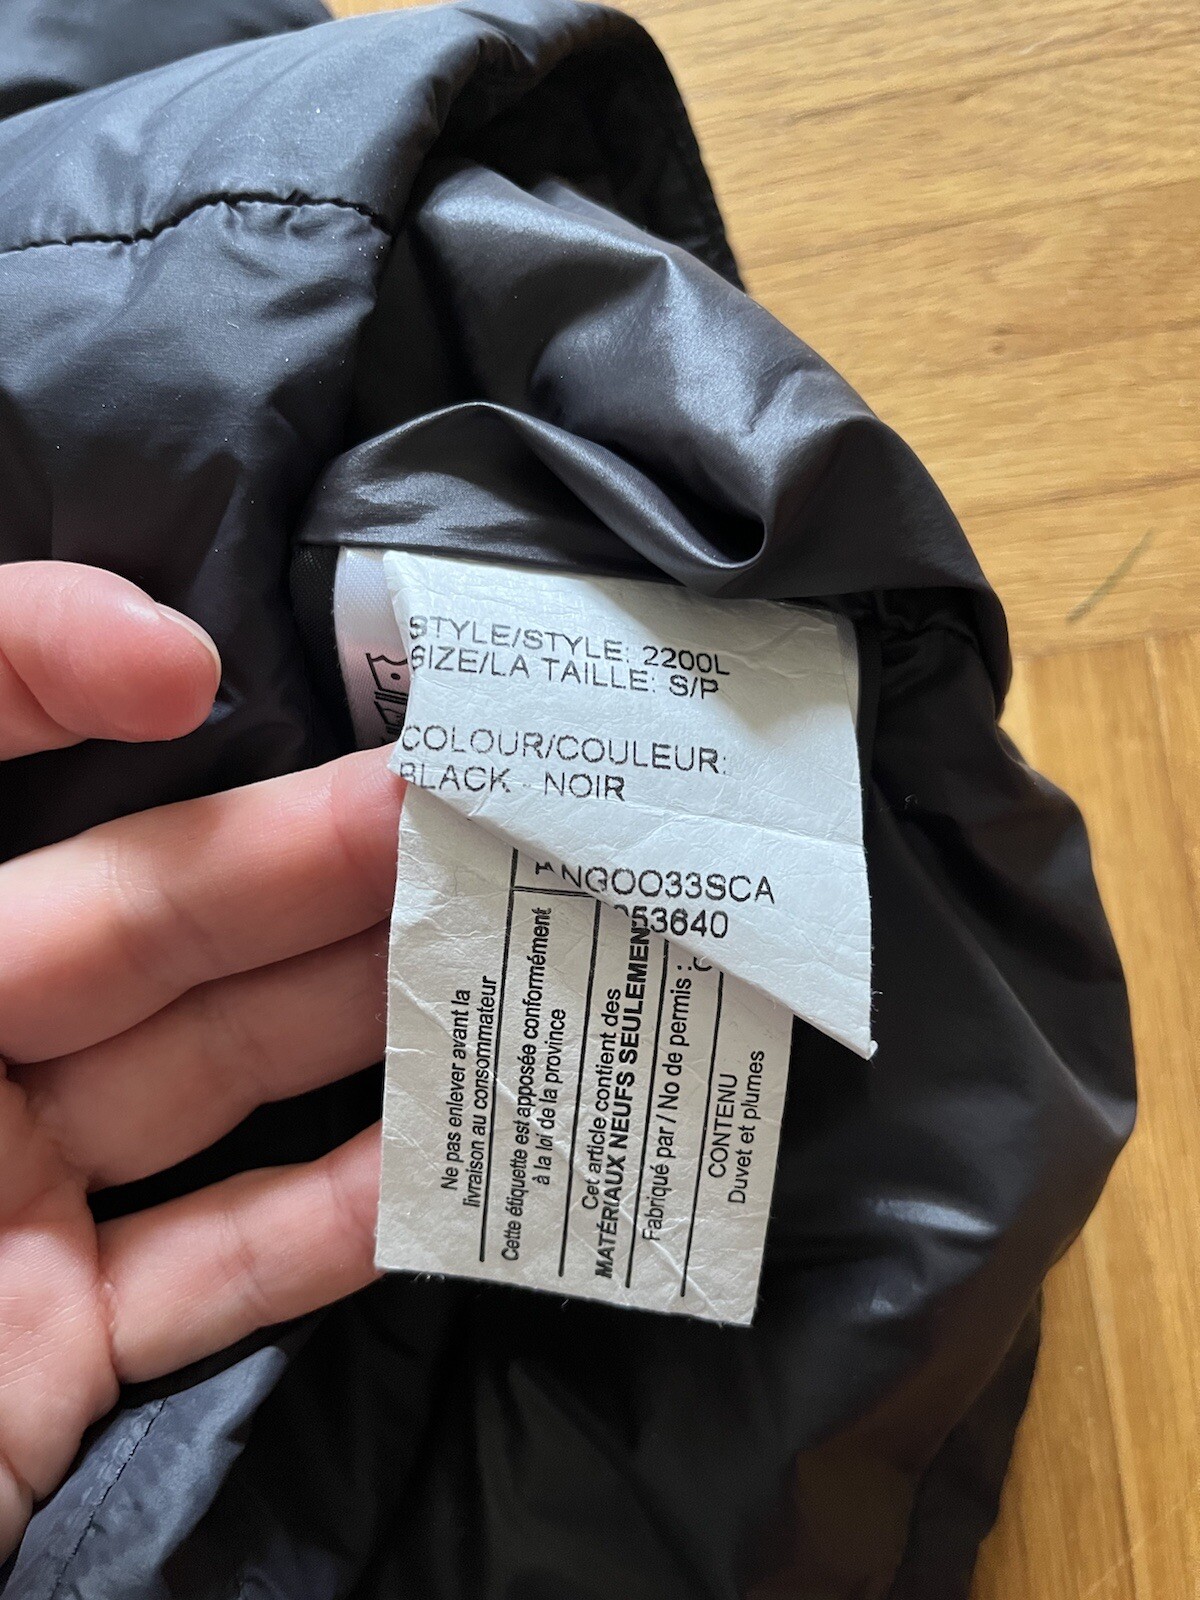 STYLE/STYLE: 2200L
SIZE/LA TAILLE: S/P
COLOUR/COULEUR:
BLACK - NOIR
53640
Ne pas enlever avant la
livraison au consommateur
Cette étiquette est apposée conformément
à la loi de la province
Cet article contient des
MATÉRIAUX NEUFS SEULEMENT
Fabriqué par / No de permis :
CONTENU
Duvet et plumes